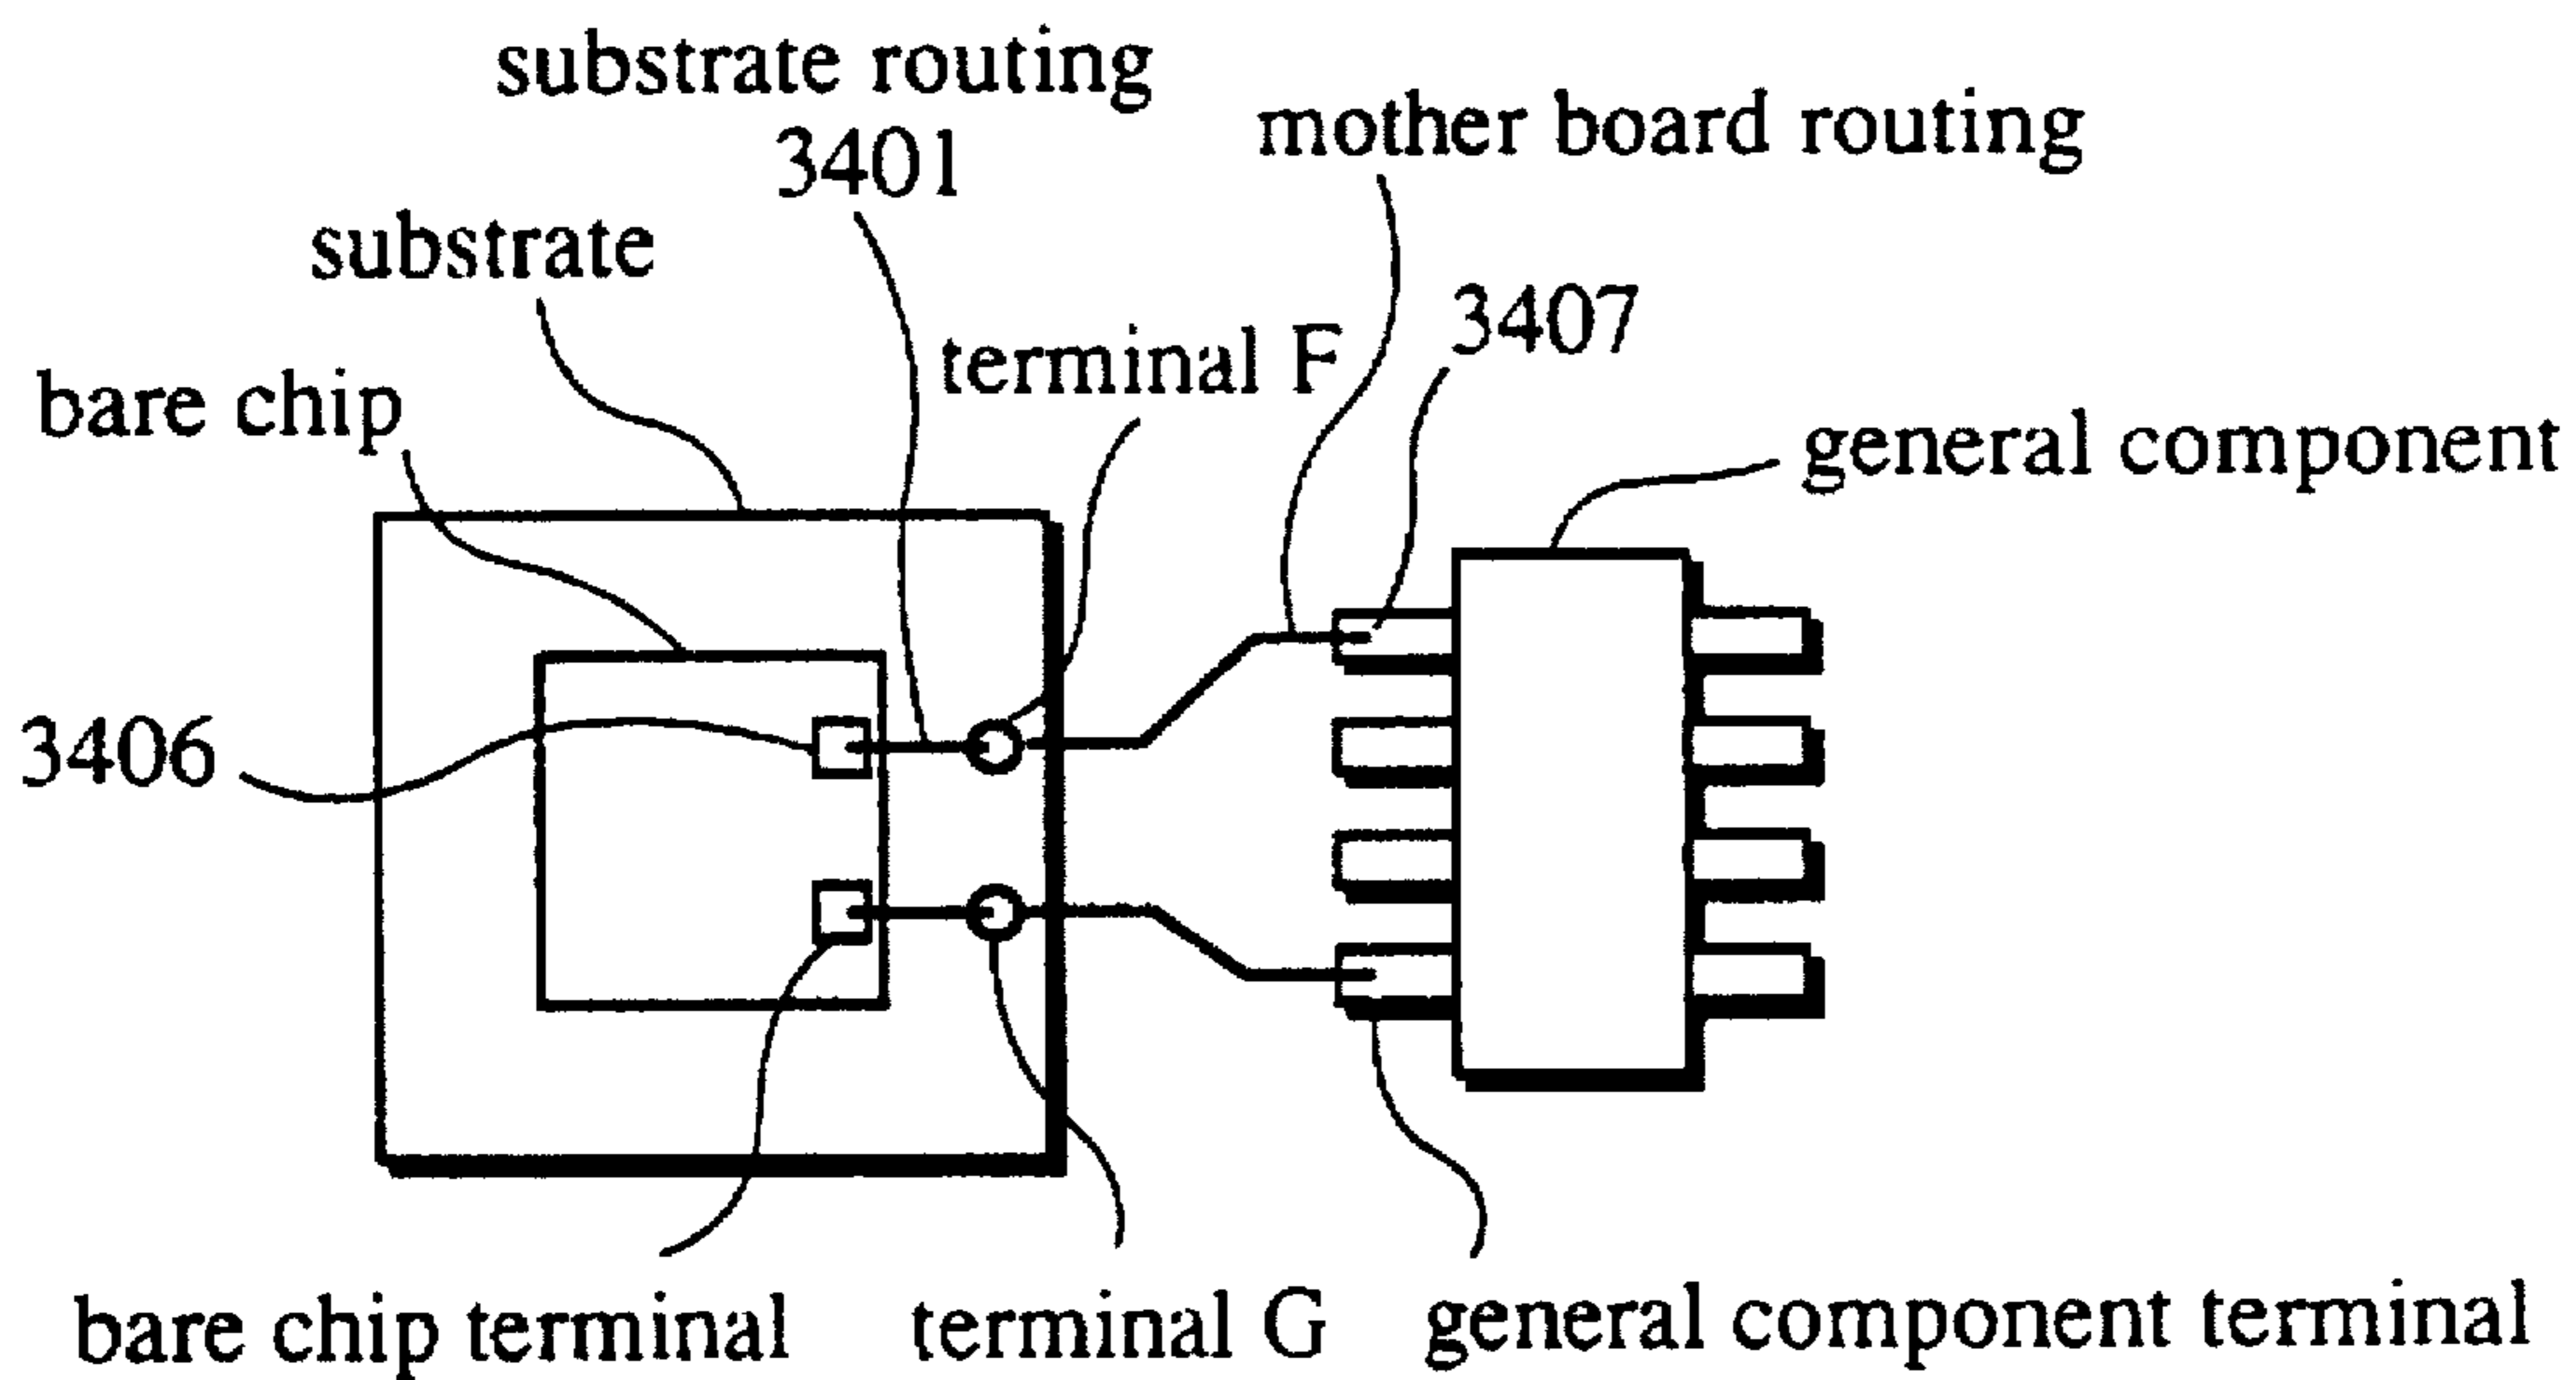 substrate routing
3401
mother board routing
substrate
3407
terminal F
bare chip
general component
3406
bare chip terminal
terminal G
general component terminal